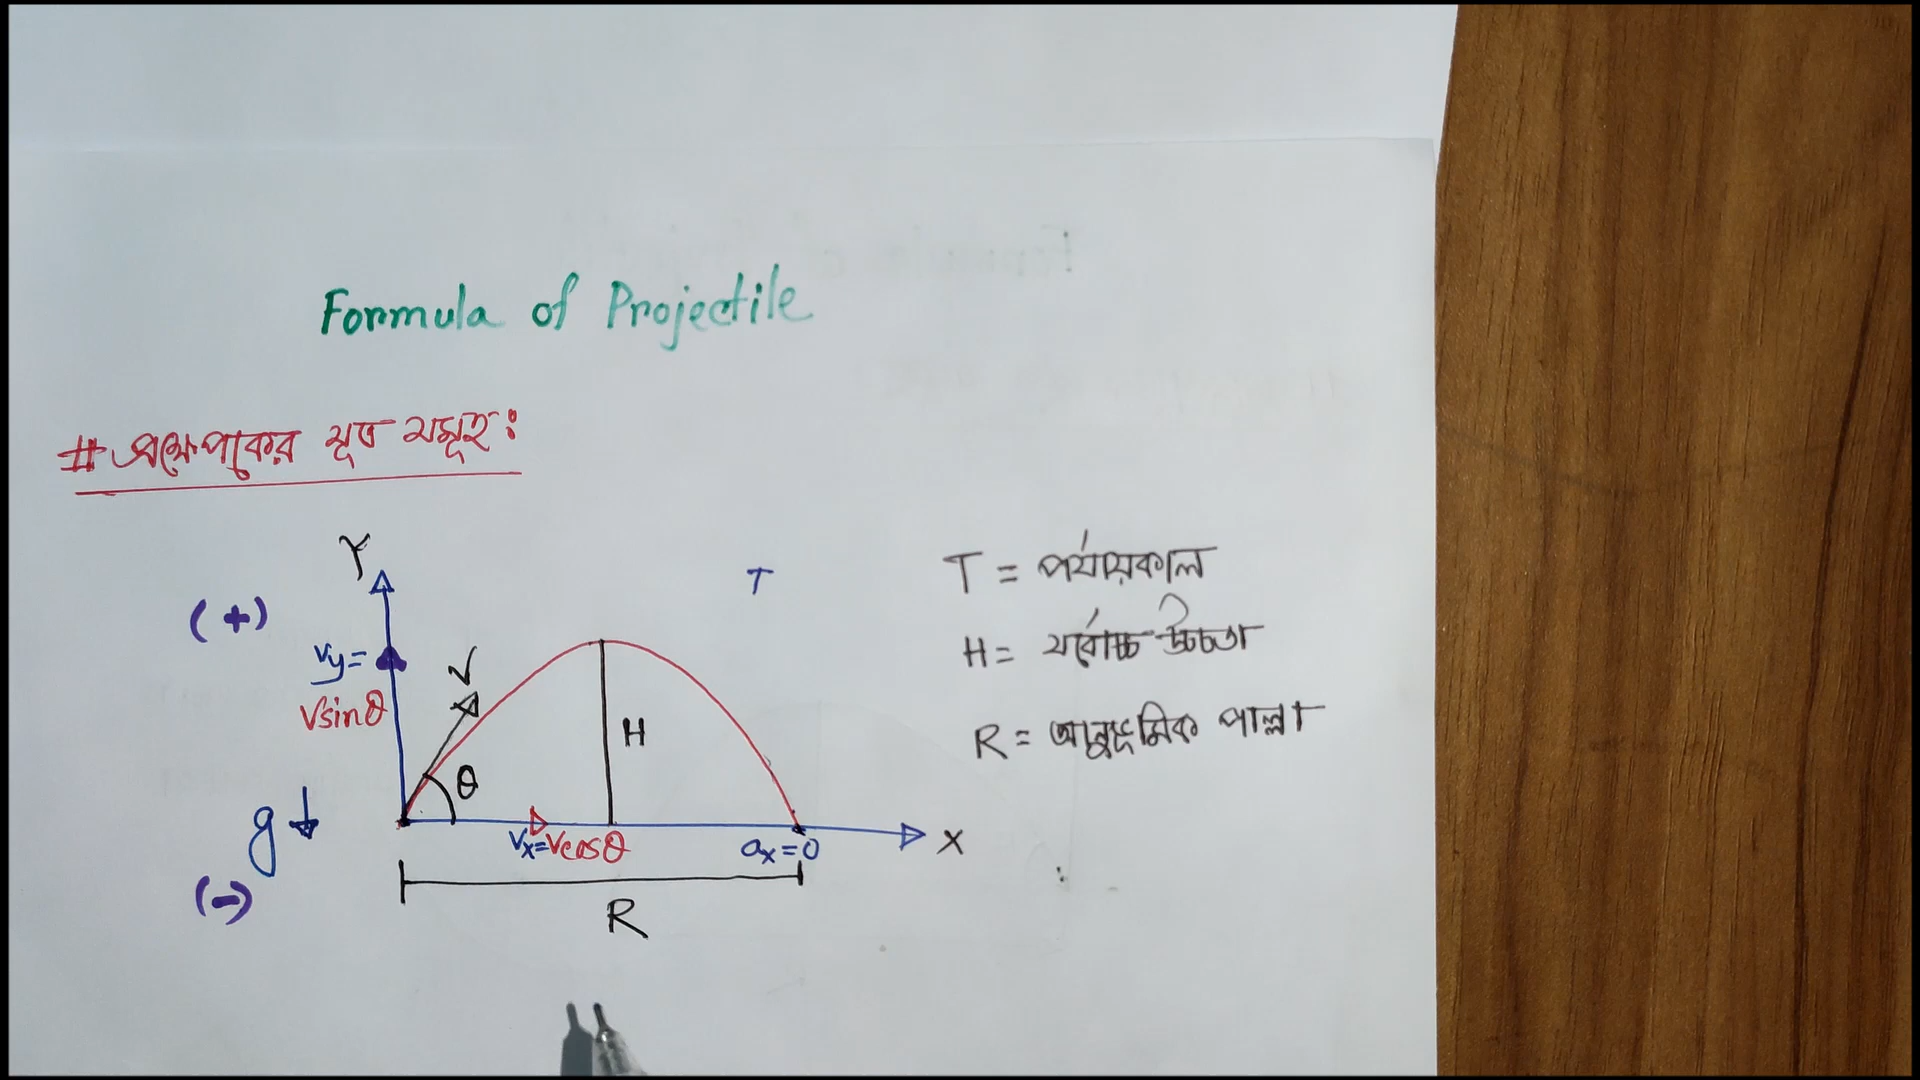 Formula of Projectile
# প্রক্ষেপকের সূত্র সমূহ:
Y
(+)
T
vy=
v
vsinθ
H
θ
g
vx=vcosθ
ax=0
X
(-)
R
T = পর্যায়কাল
H = সর্বোচ্চ উচ্চতা
R = আনুভূমিক পাল্লা